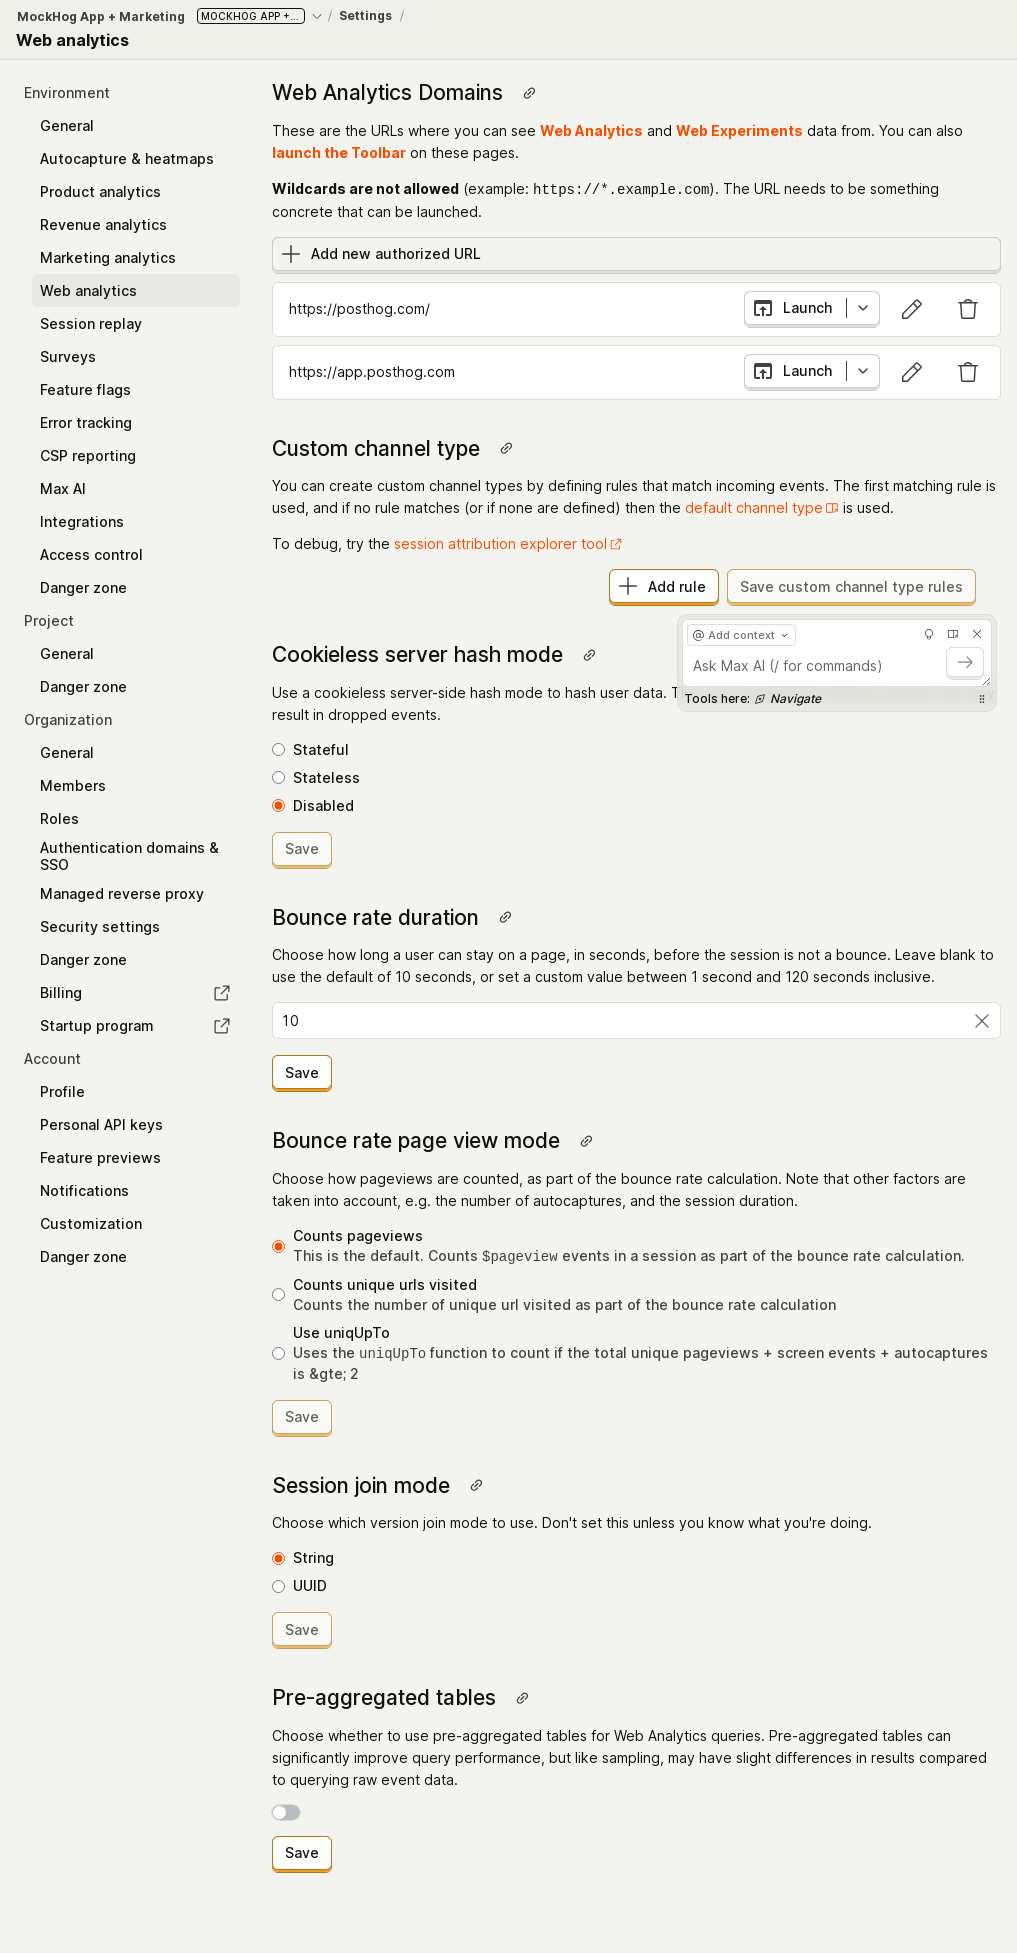 MockHog App + Marketing MOCKHOG APP +... / Settings /
Web analytics
Environment
General
Autocapture & heatmaps
Product analytics
Revenue analytics
Marketing analytics
Web analytics
Session replay
Surveys
Feature flags
Error tracking
CSP reporting
Max AI
Integrations
Access control
Danger zone
Project
General
Danger zone
Organization
General
Members
Roles
Authentication domains &
SSO
Managed reverse proxy
Security settings
Danger zone
Billing
Startup program
Account
Profile
Personal API keys
Feature previews
Notifications
Customization
Danger zone
Web Analytics Domains
These are the URLs where you can see Web Analytics and Web Experiments data from. You can also
launch the Toolbar on these pages.
Wildcards are not allowed (example: https://*.example.com). The URL needs to be something
concrete that can be launched.
Add new authorized URL
https://posthog.com/ Launch
https://app.posthog.com Launch
Custom channel type
You can create custom channel types by defining rules that match incoming events. The first matching rule is
used, and if no rule matches (or if none are defined) then the default channel type is used.
To debug, try the session attribution explorer tool
Add rule Save custom channel type rules
@ Add context
Ask Max AI (/ for commands)
Tools here: Navigate
Cookieless server hash mode
Use a cookieless server-side hash mode to hash user data. T
result in dropped events.
Stateful
Stateless
Disabled
Save
Bounce rate duration
Choose how long a user can stay on a page, in seconds, before the session is not a bounce. Leave blank to
use the default of 10 seconds, or set a custom value between 1 second and 120 seconds inclusive.
10
Save
Bounce rate page view mode
Choose how pageviews are counted, as part of the bounce rate calculation. Note that other factors are
taken into account, e.g. the number of autocaptures, and the session duration.
Counts pageviews
This is the default. Counts $pageview events in a session as part of the bounce rate calculation.
Counts unique urls visited
Counts the number of unique url visited as part of the bounce rate calculation
Use uniqUpTo
Uses the uniqUpTo function to count if the total unique pageviews + screen events + autocaptures
is &gte; 2
Save
Session join mode
Choose which version join mode to use. Don't set this unless you know what you're doing.
String
UUID
Save
Pre-aggregated tables
Choose whether to use pre-aggregated tables for Web Analytics queries. Pre-aggregated tables can
significantly improve query performance, but like sampling, may have slight differences in results compared
to querying raw event data.
Save